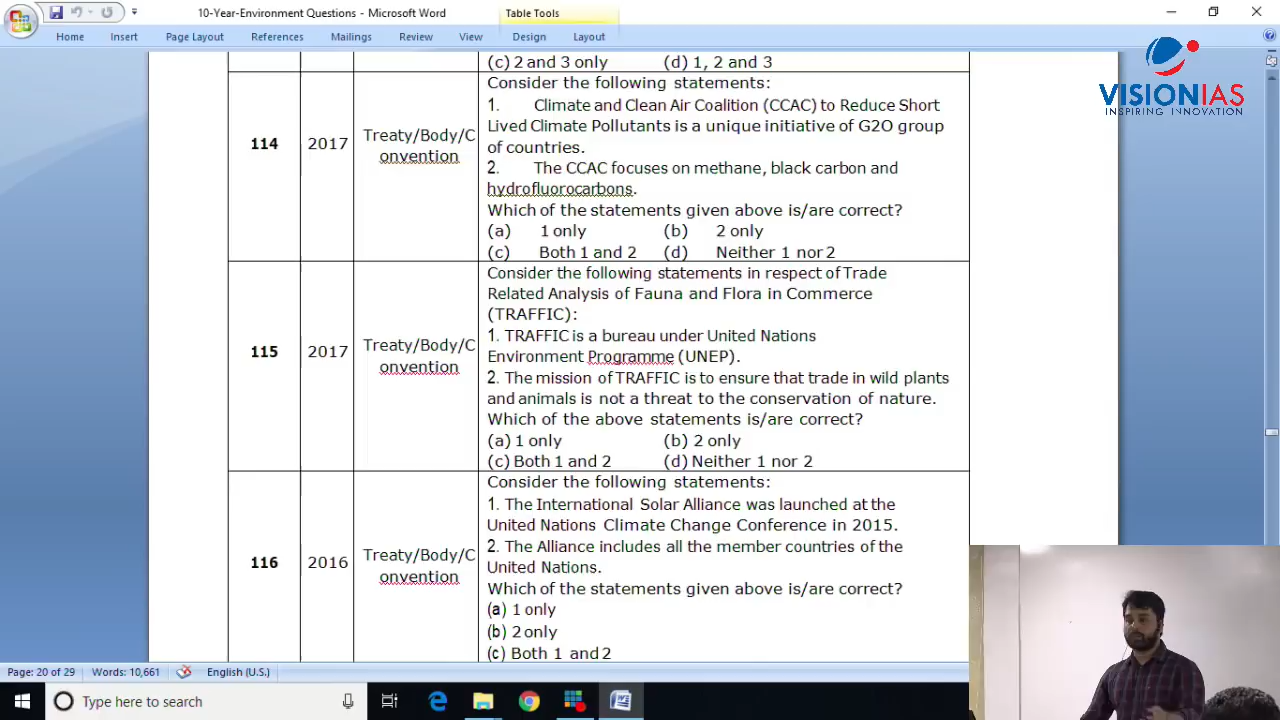 10-Year-Environment Questions - Microsoft Word
Table Tools
Home Insert Page Layout References Mailings Review View Design Layout
VISIONIAS
INSPIRING INNOVATION
(c) 2 and 3 only (d) 1, 2 and 3
114
2017
Treaty/Body/C
onvention
Consider the following statements:
1. Climate and Clean Air Coalition (CCAC) to Reduce Short
Lived Climate Pollutants is a unique initiative of G2O group
of countries.
2. The CCAC focuses on methane, black carbon and
hydrofluorocarbons.
Which of the statements given above is/are correct?
(a) 1 only (b) 2 only
(c) Both 1 and 2 (d) Neither 1 nor 2
115
2017
Treaty/Body/C
onvention
Consider the following statements in respect of Trade
Related Analysis of Fauna and Flora in Commerce
(TRAFFIC):
1. TRAFFIC is a bureau under United Nations
Environment Programme (UNEP).
2. The mission of TRAFFIC is to ensure that trade in wild plants
and animals is not a threat to the conservation of nature.
Which of the above statements is/are correct?
(a) 1 only (b) 2 only
(c) Both 1 and 2 (d) Neither 1 nor 2
116
2016
Treaty/Body/C
onvention
Consider the following statements:
1. The International Solar Alliance was launched at the
United Nations Climate Change Conference in 2015.
2. The Alliance includes all the member countries of the
United Nations.
Which of the statements given above is/are correct?
(a) 1 only
(b) 2 only
(c) Both 1 and 2
Page: 20 of 29 Words: 10,661 English (U.S.)
Type here to search